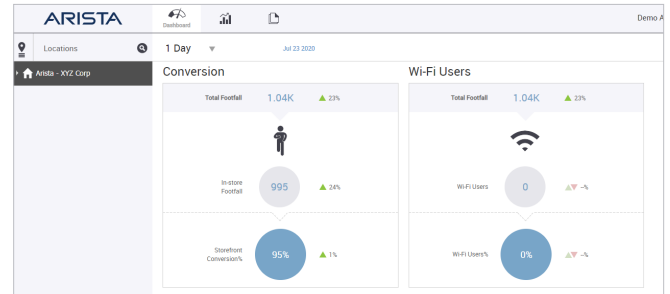 ARISTA
Dashboard
Demo A
Locations
1 Day
Jul 23 2020
Arista - XYZ Corp
Conversion
Total Footfall 1.04K 23%
In-store
Footfall
995 24%
Storefront
Conversion%
95% 1%
Wi-Fi Users
Total Footfall 1.04K 23%
Wi-Fi Users 0 --%
Wi-Fi Users% 0% --%